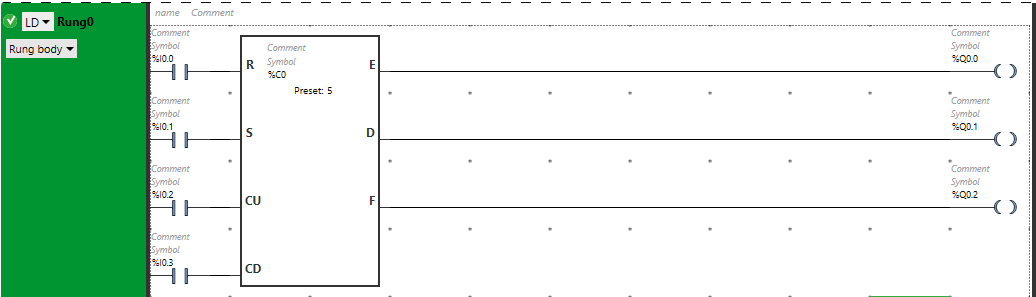 LD Rung0 name Comment
Rung body
Comment
Symbol
%I0.0
Comment
Symbol
%C0
Preset: 5
R E
Comment
Symbol
%Q0.0
Comment
Symbol
%I0.1
S D
Comment
Symbol
%Q0.1
Comment
Symbol
%I0.2
CU F
Comment
Symbol
%Q0.2
Comment
Symbol
%I0.3
CD